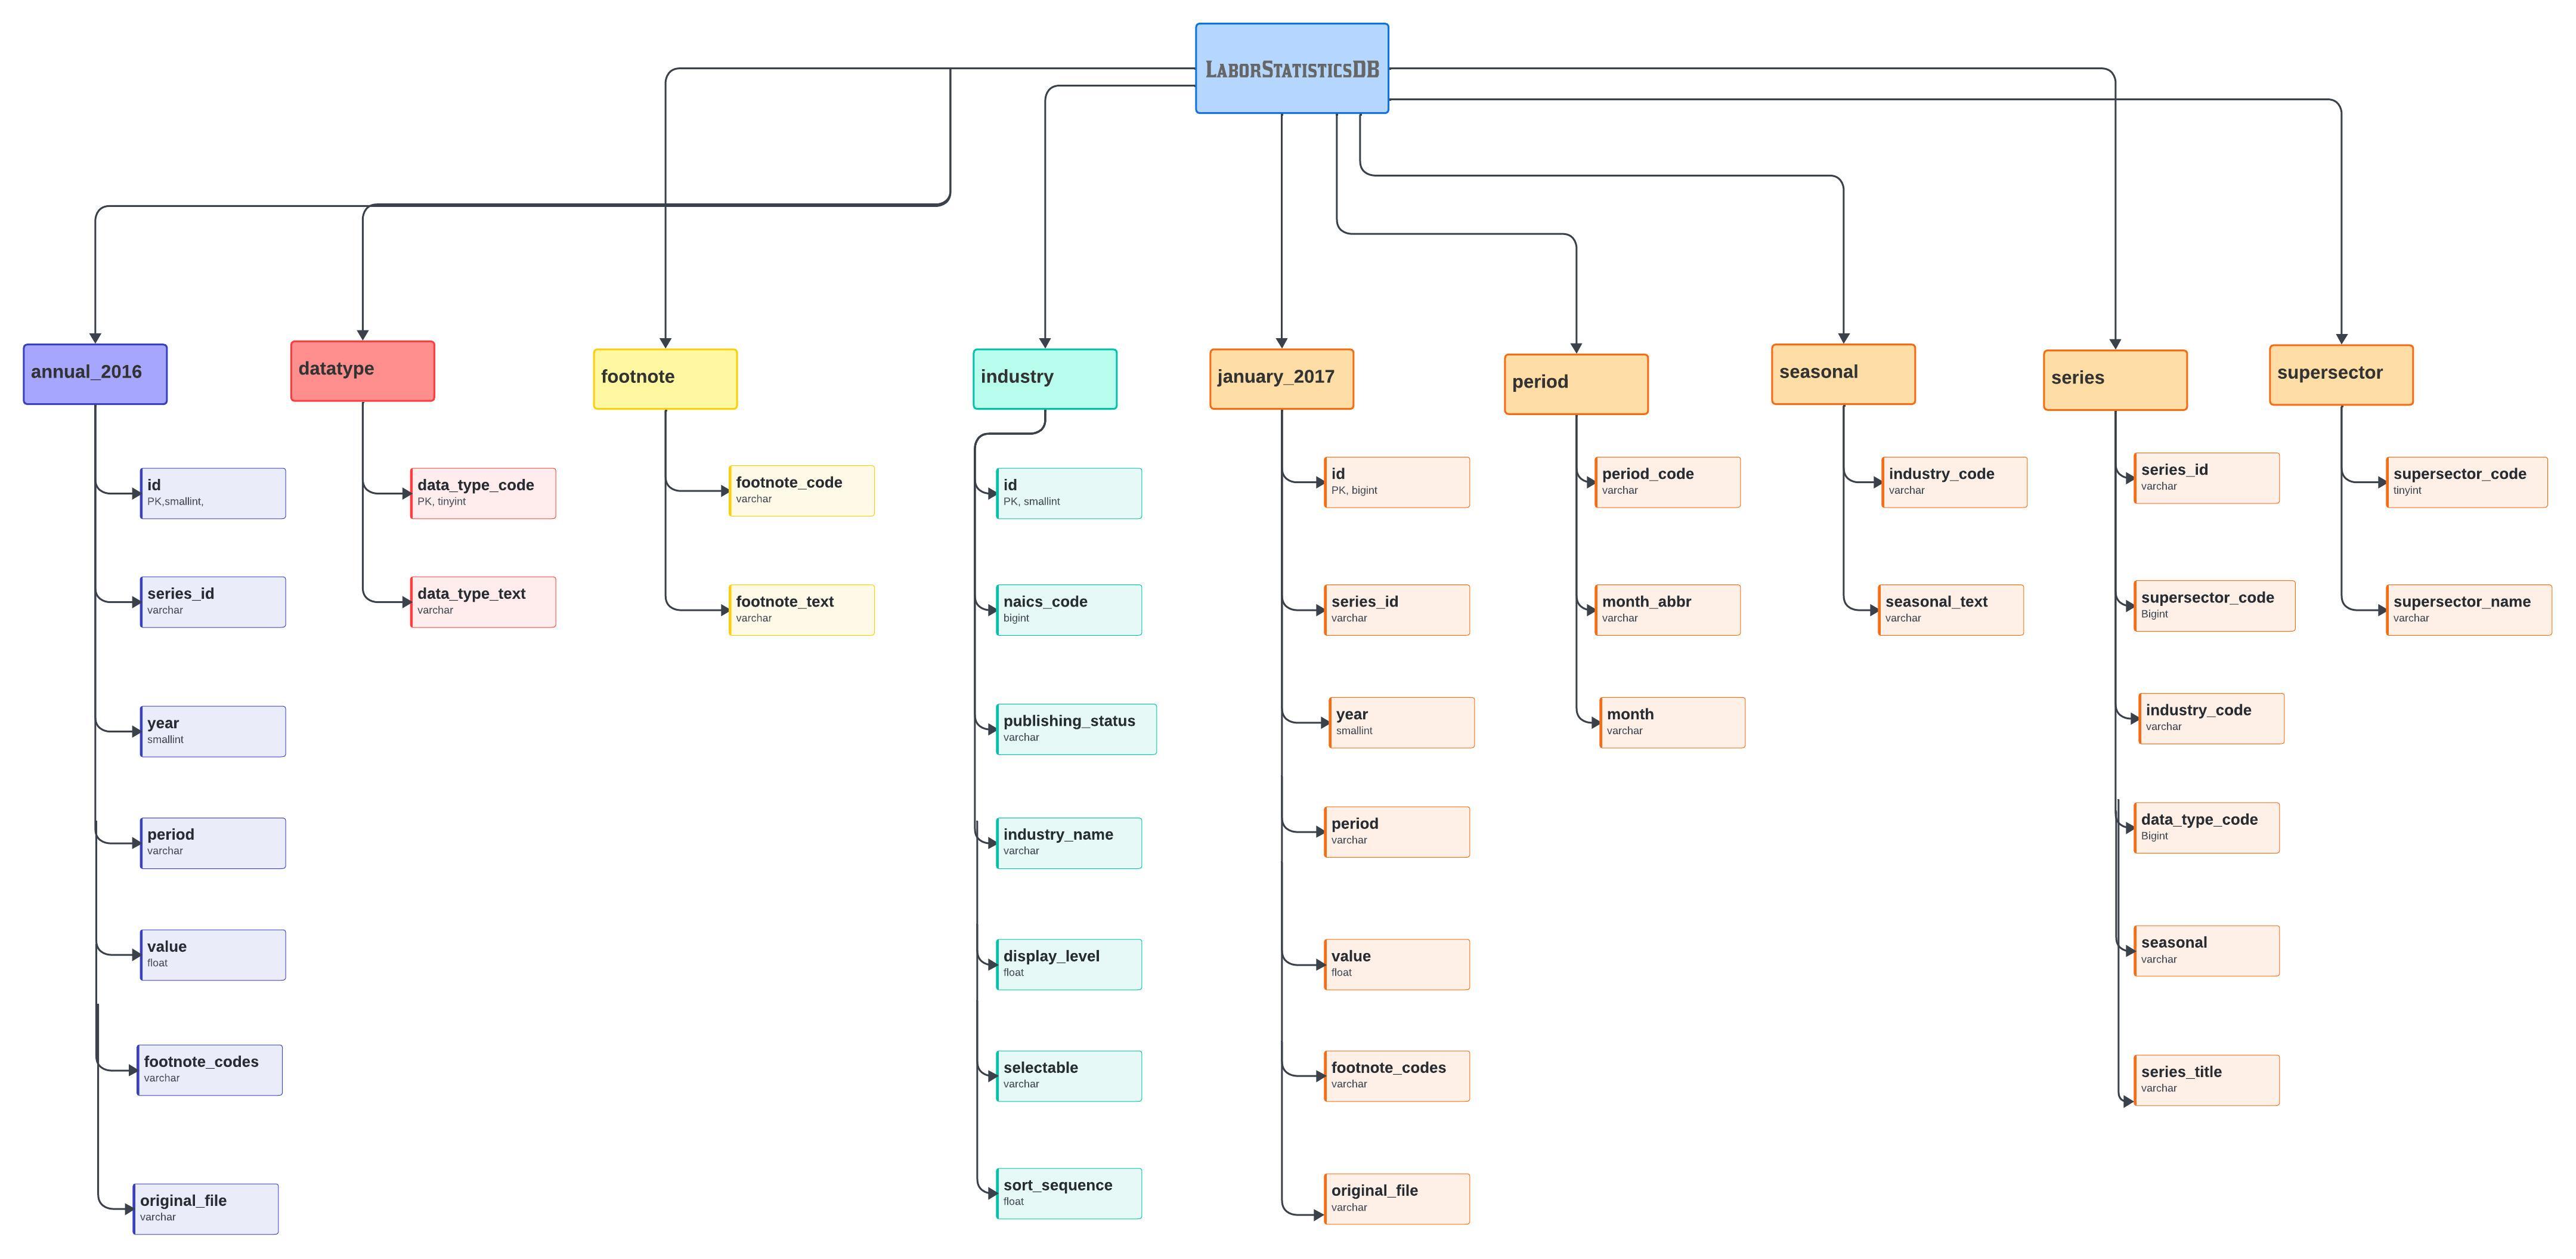 LaborStatisticsDB
annual_2016
id
PK,smallint,
series_id
varchar
year
smallint
period
varchar
value
float
footnote_codes
varchar
original_file
varchar
datatype
data_type_code
PK, tinyint
data_type_text
varchar
footnote
footnote_code
varchar
footnote_text
varchar
industry
id
PK, smallint
naics_code
bigint
publishing_status
varchar
industry_name
varchar
display_level
float
selectable
varchar
sort_sequence
float
january_2017
id
PK, bigint
series_id
varchar
year
smallint
period
varchar
value
float
footnote_codes
varchar
original_file
varchar
period
period_code
varchar
month_abbr
varchar
month
varchar
seasonal
industry_code
varchar
seasonal_text
varchar
series
series_id
varchar
supersector_code
Bigint
industry_code
varchar
data_type_code
Bigint
seasonal
varchar
series_title
varchar
supersector
supersector_code
tinyint
supersector_name
varchar